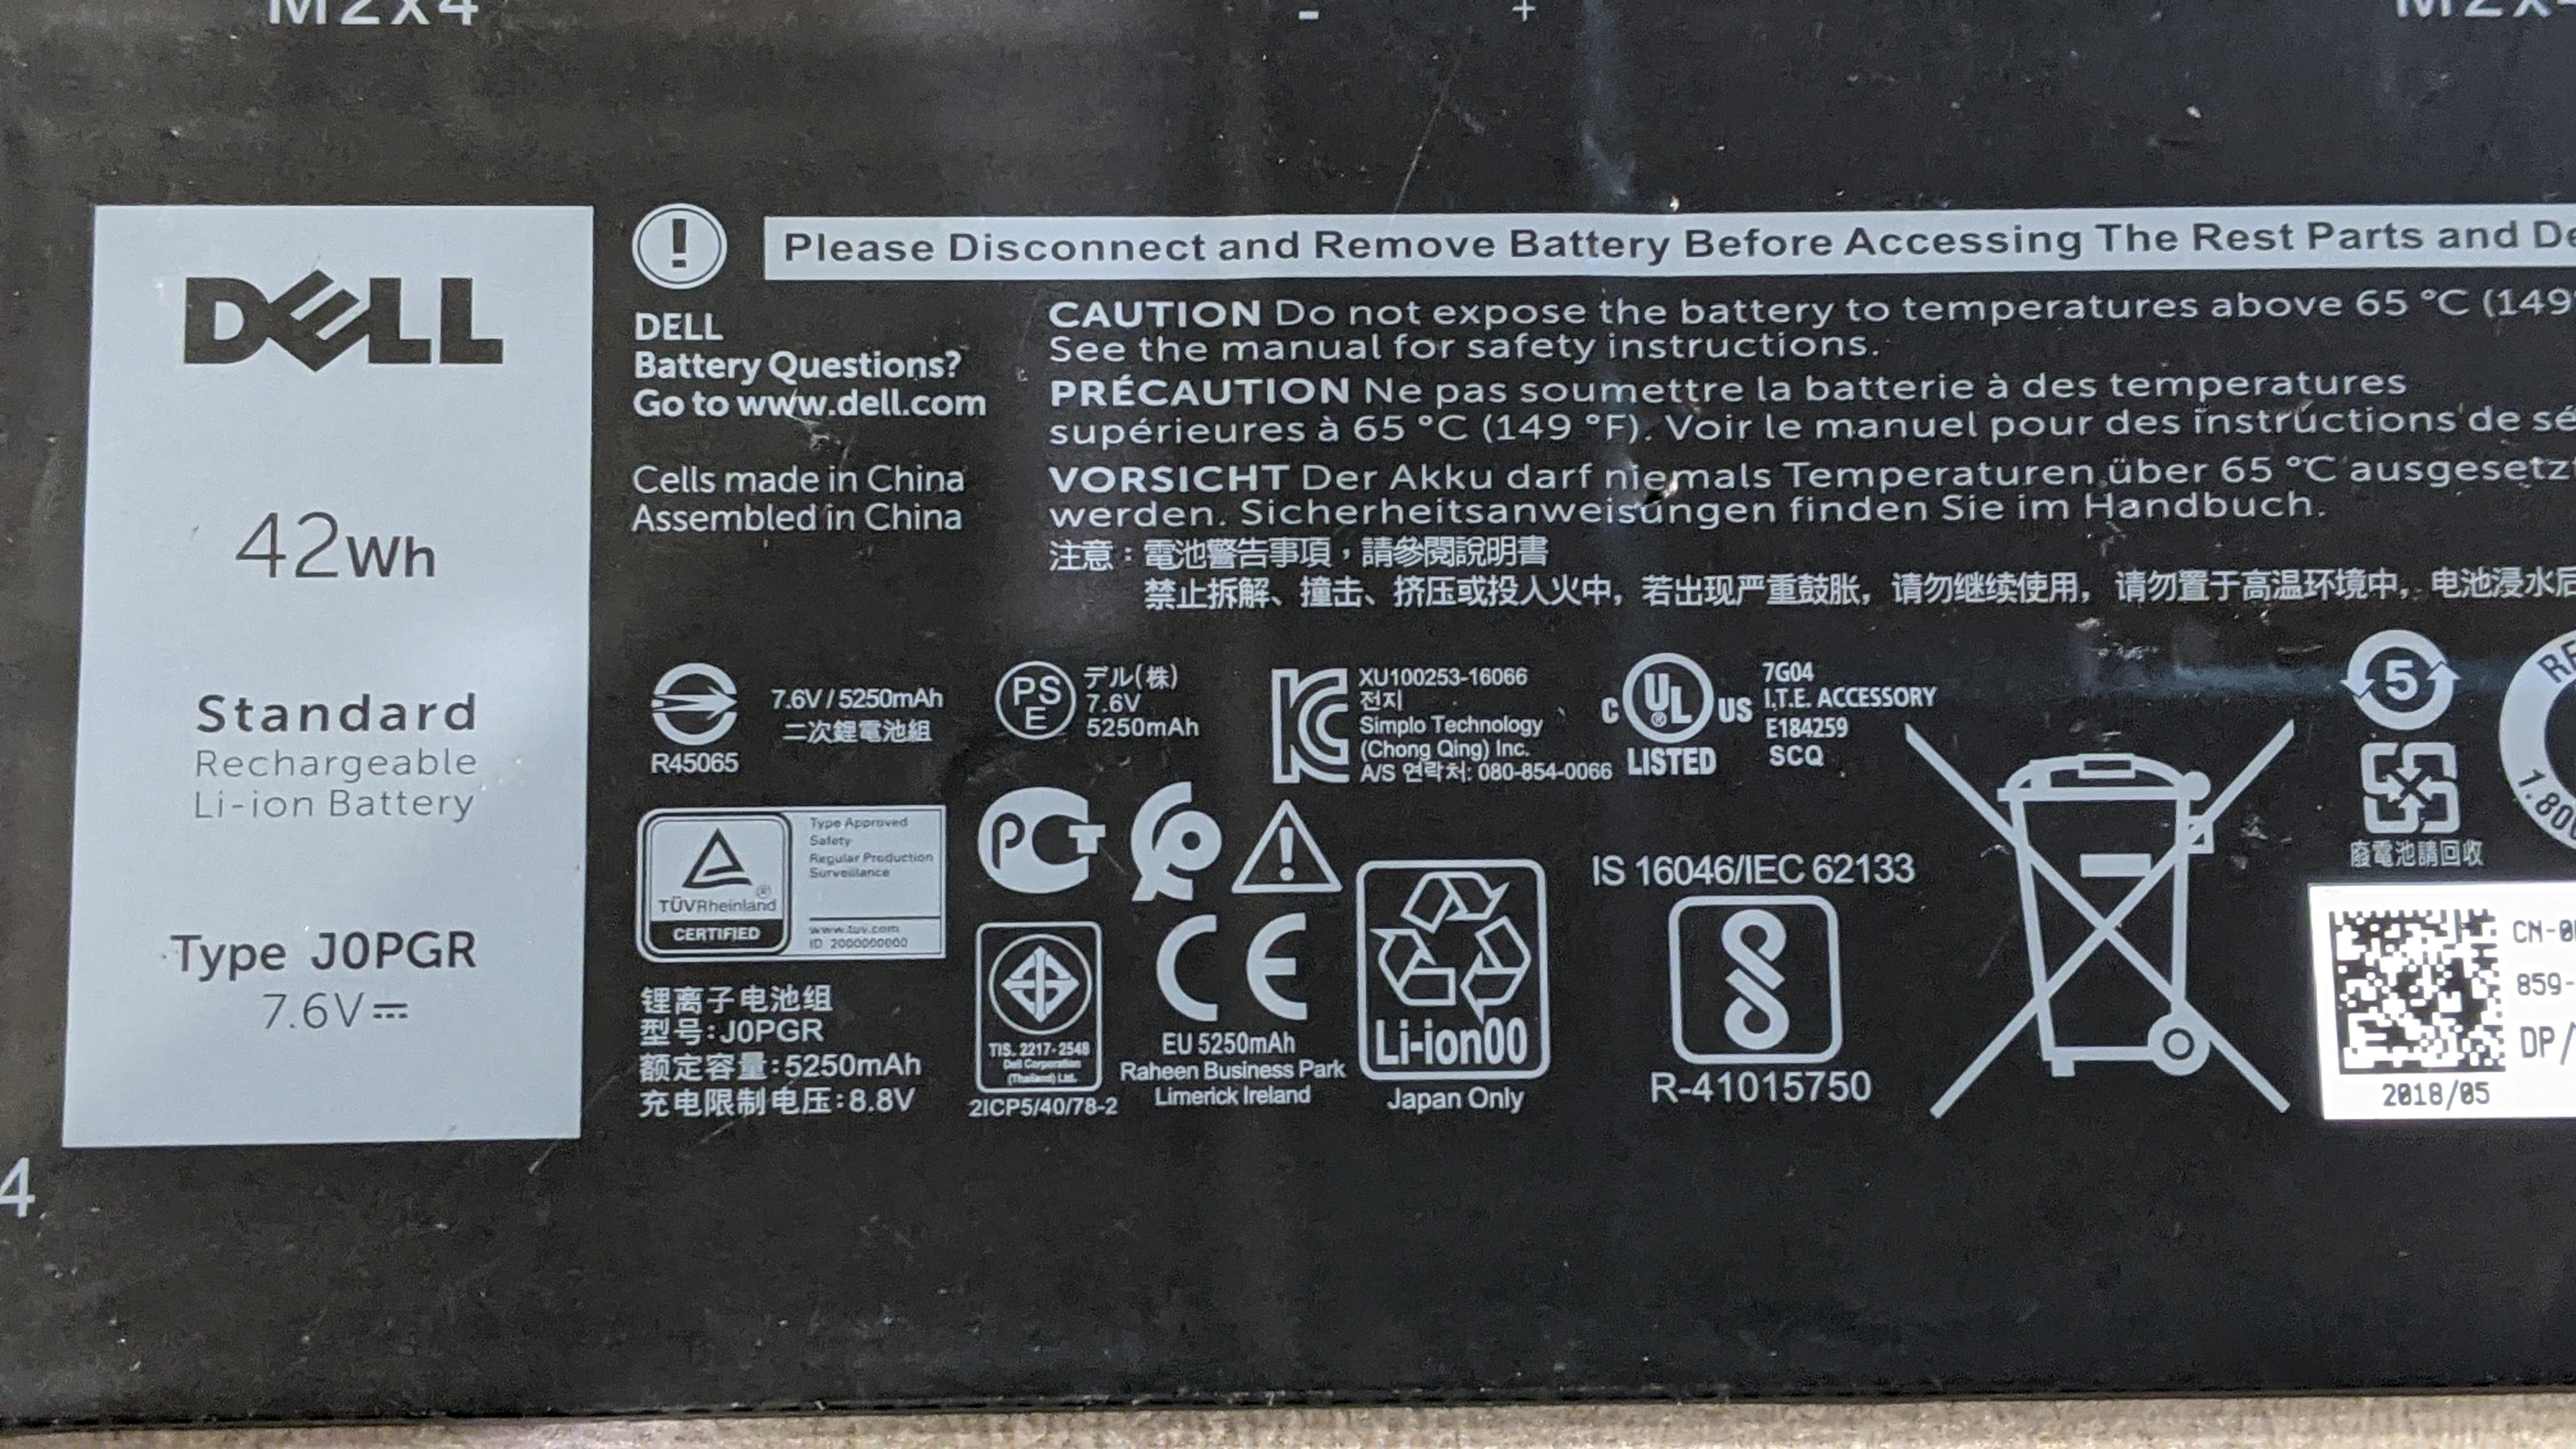 M2X4
- +
DELL
42Wh
Standard
Rechargeable
Li-ion Battery
Type J0PGR
7.6V
4
!
Please Disconnect and Remove Battery Before Accessing The Rest Parts and
DELL
Battery Questions?
Go to www.dell.com
Cells made in China
Assembled in China
CAUTION Do not expose the battery to temperatures above 65 °C (149
See the manual for safety instructions.
PRÉCAUTION Ne pas soumettre la batterie à des temperatures
supérieures à 65 °C (149 °F). Voir le manuel pour des instructions de
VORSICHT Der Akku darf niemals Temperaturen über 65 °C ausgesetzt
werden. Sicherheitsanweisungen finden Sie im Handbuch.
注意：電池警告事項，請參閱說明書
禁止拆解、撞击、挤压或投入火中，若出现严重鼓胀，请勿继续使用，请勿置于高温环境中，电池浸水后
R45065
7.6V / 5250mAh
二次鋰電池組
PS
E
デル(株)
7.6V
5250mAh
XU100253-16066
전지
Simplo Technology
(Chong Qing) Inc.
A/S 연락처: 080-854-0066
C UL® US
LISTED
7G04
I.T.E. ACCESSORY
E184259
SCQ
5
廢電池請回收
1.800
TÜVRheinland®
CERTIFIED
Type Approved
Safety
Regular Production
Surveillance
www.tuv.com
ID 2000000000
锂离子电池组
型号:J0PGR
额定容量:5250mAh
充电限制电压:8.8V
PCT
!
TIS. 2217-2548
Dell Corporation
(Thailand) Ltd.
2ICP5/40/78-2
CE
EU 5250mAh
Raheen Business Park
Limerick Ireland
Li-ion00
Japan Only
IS 16046/IEC 62133
R-41015750
859-
DP/
2018/05